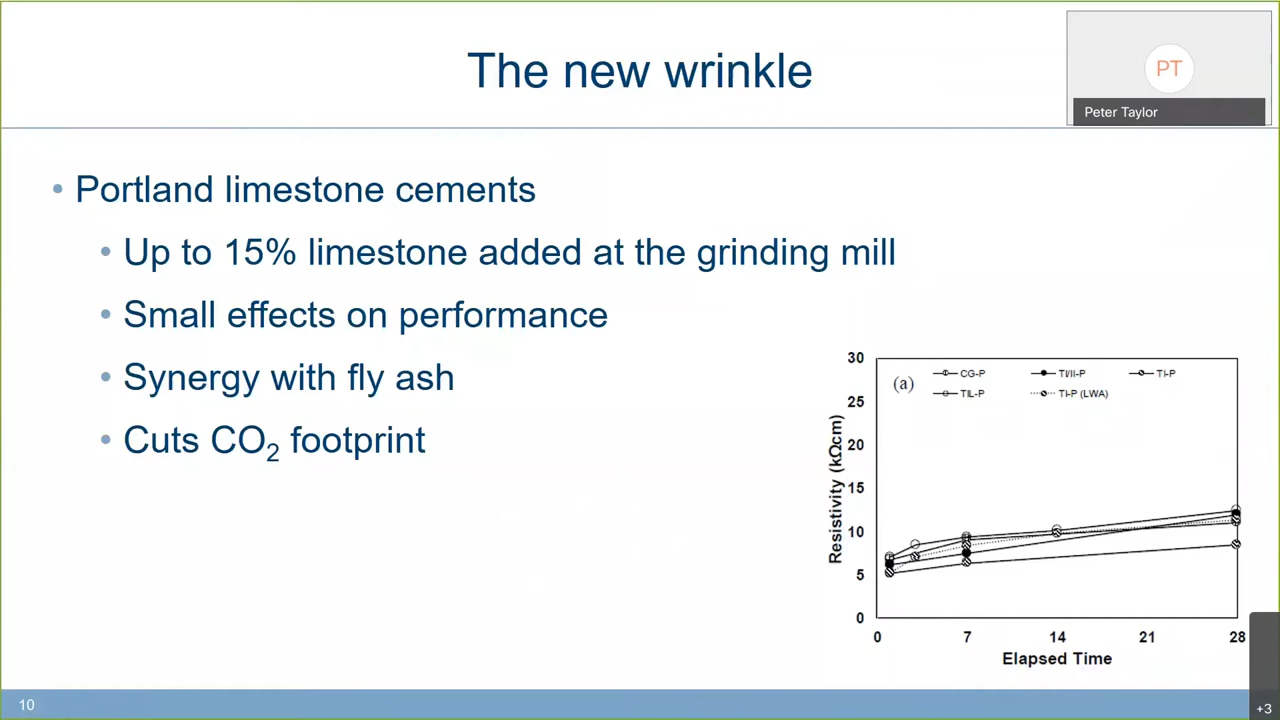 The new wrinkle
PT
Peter Taylor
• Portland limestone cements
• Up to 15% limestone added at the grinding mill
• Small effects on performance
• Synergy with fly ash
• Cuts CO₂ footprint
(a)
CG-P
TI/II-P
TI-P
TIL-P
TI-P (LWA)
Resistivity (kΩcm)
30
25
20
15
10
5
0
0 7 14 21 28
Elapsed Time
10
+3